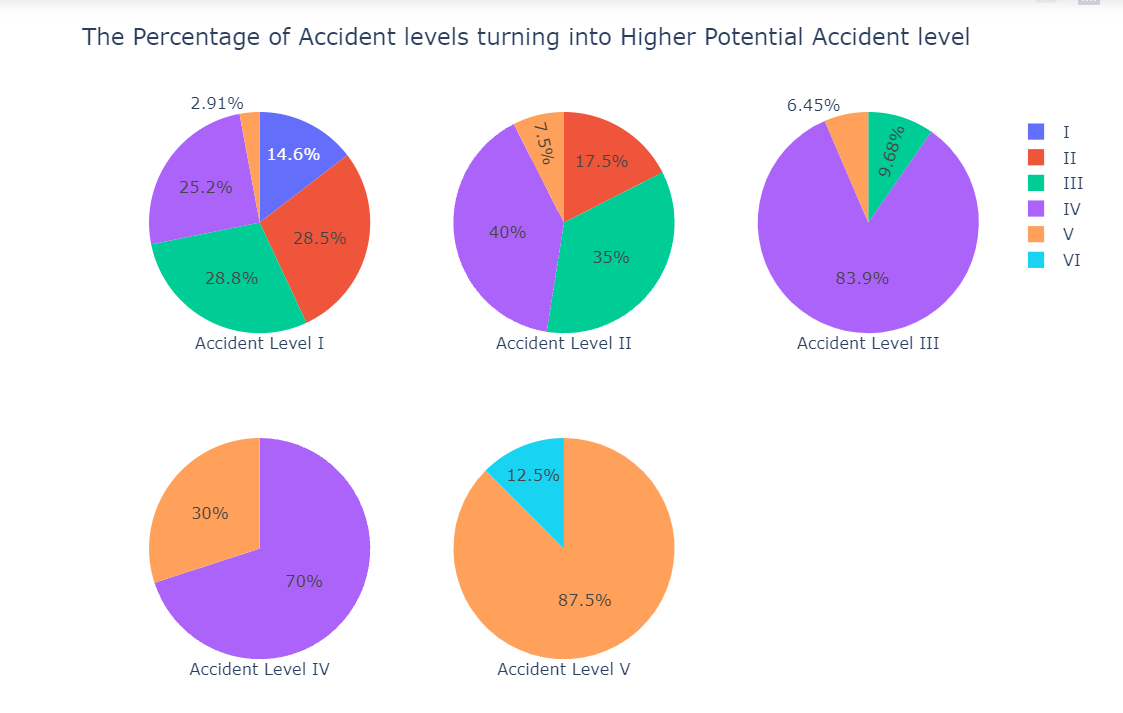 The Percentage of Accident levels turning into Higher Potential Accident level
2.91%
14.6%
25.2%
28.5%
28.8%
Accident Level I
7.5%
17.5%
40%
35%
Accident Level II
6.45%
9.68%
83.9%
Accident Level III
I
II
III
IV
V
VI
30%
70%
Accident Level IV
12.5%
87.5%
Accident Level V